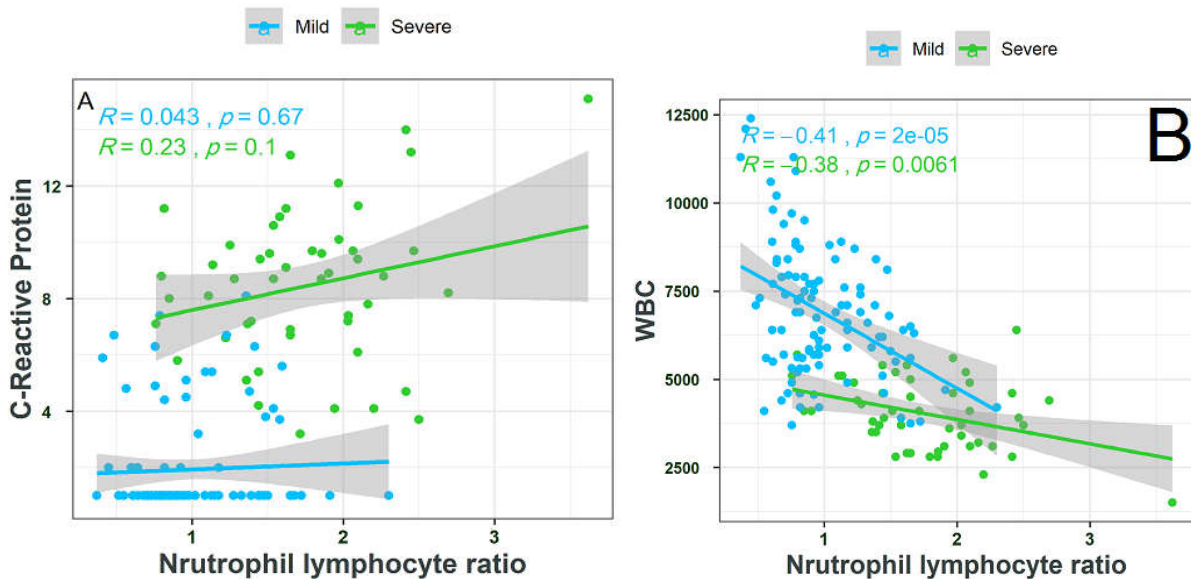 a Mild a Severe
A
R = 0.043 , p = 0.67
R = 0.23 , p = 0.1
12
8
4
C-Reactive Protein
1 2 3
Nrutrophil lymphocyte ratio
a Mild a Severe
B
R = −0.41 , p = 2e-05
R = −0.38 , p = 0.0061
12500
10000
7500
5000
2500
WBC
1 2 3
Nrutrophil lymphocyte ratio